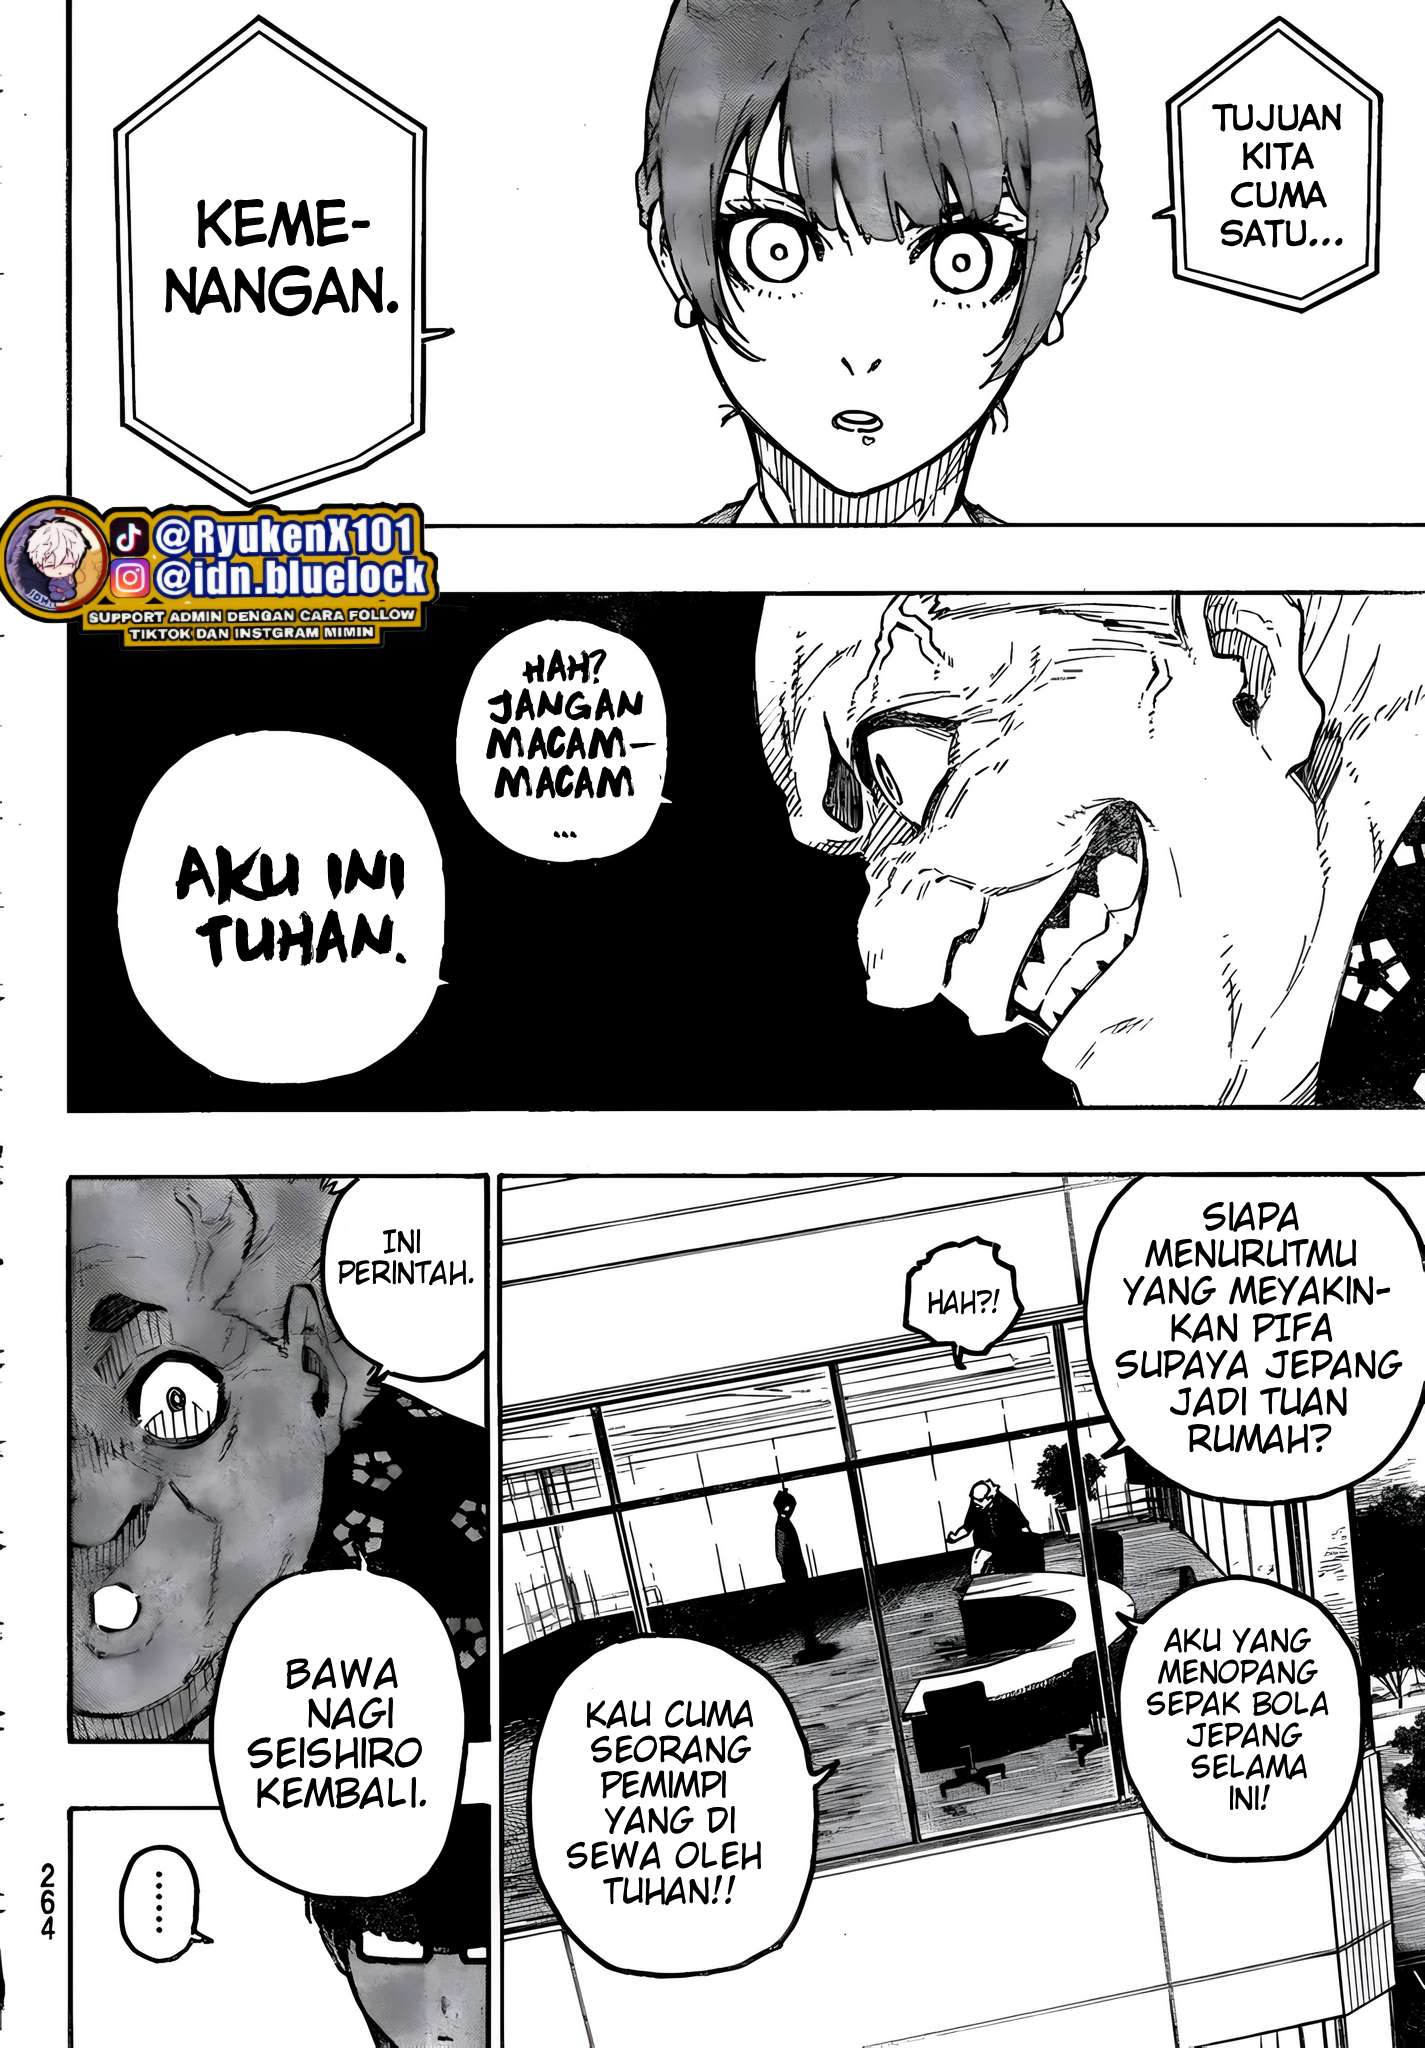 TUJUAN
KITA
CUMA
SATU...
KEME-
NANGAN.
@RyukenX101
@idn.bluelock
SUPPORT ADMIN DENGAN CARA FOLLOW
TIKTOK DAN INSTGRAM MIMIN
HAH?
JANGAN
MACAM-
MACAM
...
AKU INI
TUHAN.
SIAPA
MENURUTMU
YANG MEYAKIN-
KAN PIFA
SUPAYA JEPANG
JADI TUAN
RUMAH?
HAH?!
AKU YANG
MENOPANG
SEPAK BOLA
JEPANG
SELAMA
INI!
KAU CUMA
SEORANG
PEMIMPI
YANG DI
SEWA OLEH
TUHAN!!
INI
PERINTAH.
BAWA
NAGI
SEISHIRO
KEMBALI.
......
264